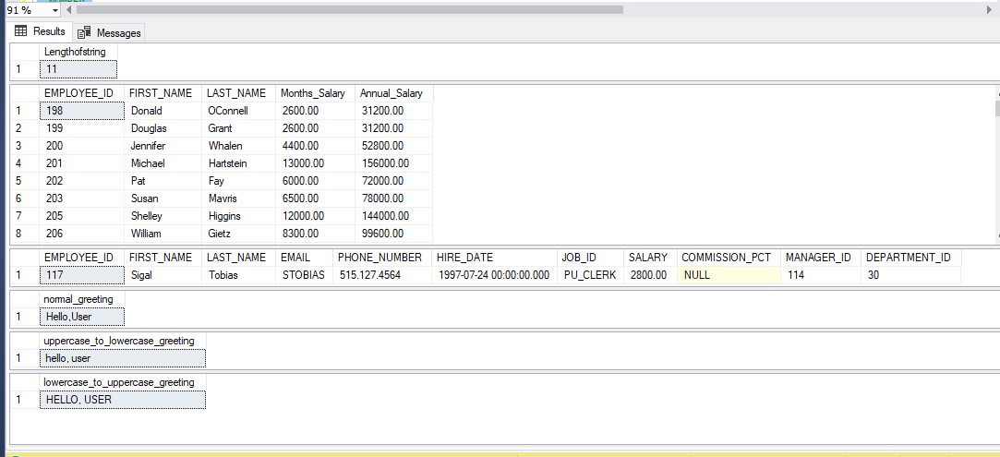 91 %
Results Messages
Lengthofstring
1 11
EMPLOYEE_ID FIRST_NAME LAST_NAME Months_Salary Annual_Salary
1 198 Donald OConnell 2600.00 31200.00
2 199 Douglas Grant 2600.00 31200.00
3 200 Jennifer Whalen 4400.00 52800.00
4 201 Michael Hartstein 13000.00 156000.00
5 202 Pat Fay 6000.00 72000.00
6 203 Susan Mavris 6500.00 78000.00
7 205 Shelley Higgins 12000.00 144000.00
8 206 William Gietz 8300.00 99600.00
EMPLOYEE_ID FIRST_NAME LAST_NAME EMAIL PHONE_NUMBER HIRE_DATE JOB_ID SALARY COMMISSION_PCT MANAGER_ID DEPARTMENT_ID
1 117 Sigal Tobias STOBIAS 515.127.4564 1997-07-24 00:00:00.000 PU_CLERK 2800.00 NULL 114 30
normal_greeting
1 Hello,User
uppercase_to_lowercase_greeting
1 hello, user
lowercase_to_uppercase_greeting
1 HELLO, USER